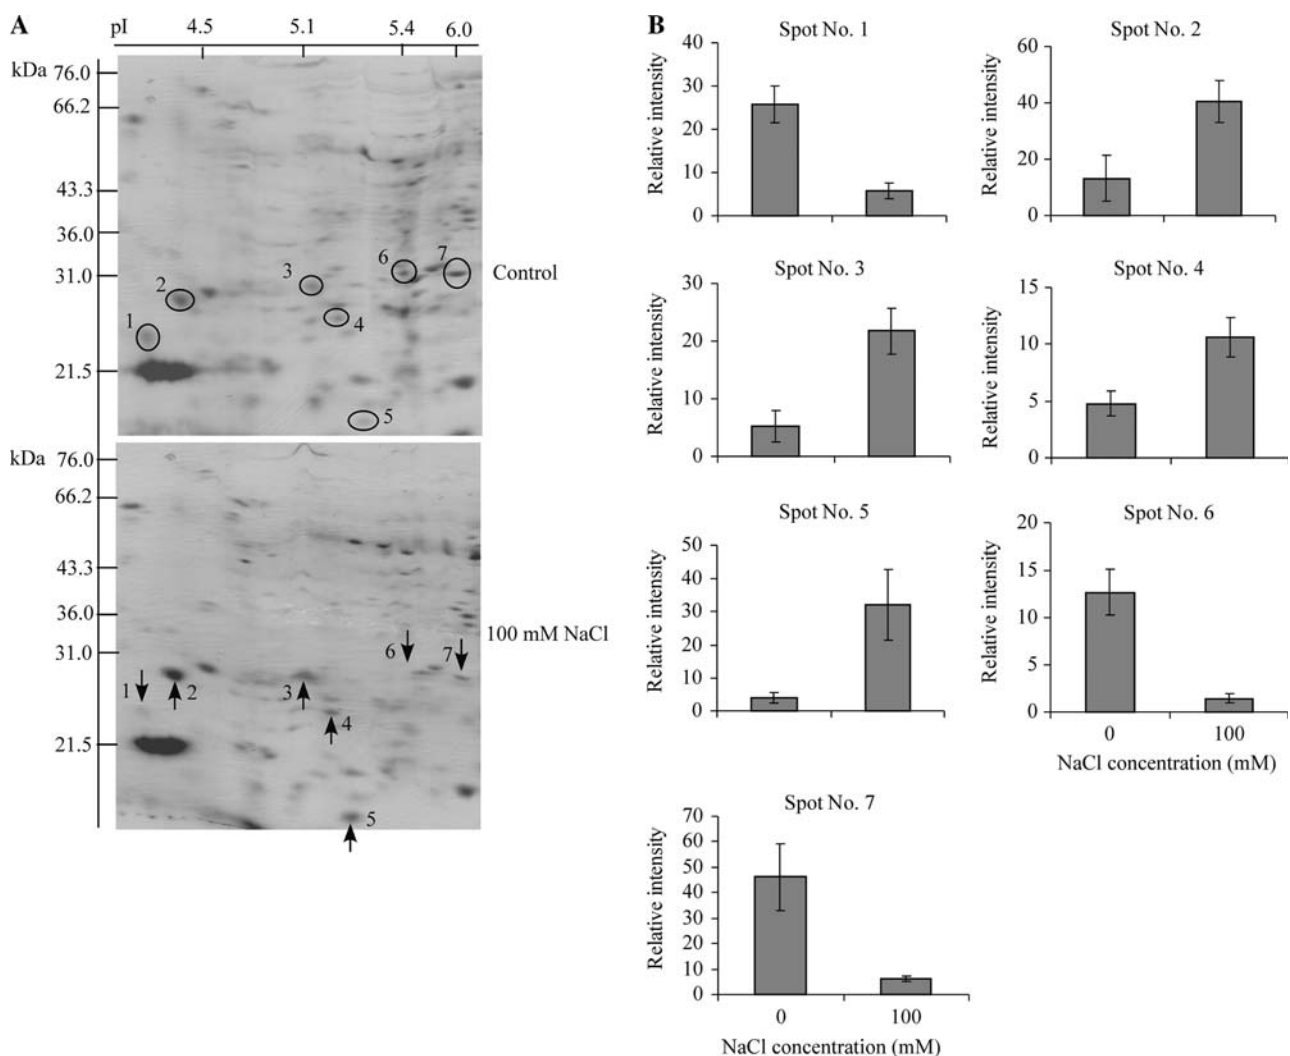 A
pI 4.5 5.1 5.4 6.0
kDa
76.0
66.2
43.3
36.0
31.0
21.5
1
2
3
4
5
6
7
Control
kDa
76.0
66.2
43.3
36.0
31.0
21.5
1
2
3
4
5
6
7
100 mM NaCl
B
Spot No. 1
Relative intensity
40
30
20
10
0
Spot No. 2
Relative intensity
60
40
20
0
Spot No. 3
Relative intensity
30
20
10
0
Spot No. 4
Relative intensity
15
10
5
0
Spot No. 5
Relative intensity
50
40
30
20
10
0
Spot No. 6
Relative intensity
20
15
10
5
0
0 100
NaCl concentration (mM)
Spot No. 7
Relative intensity
70
60
50
40
30
20
10
0
0 100
NaCl concentration (mM)